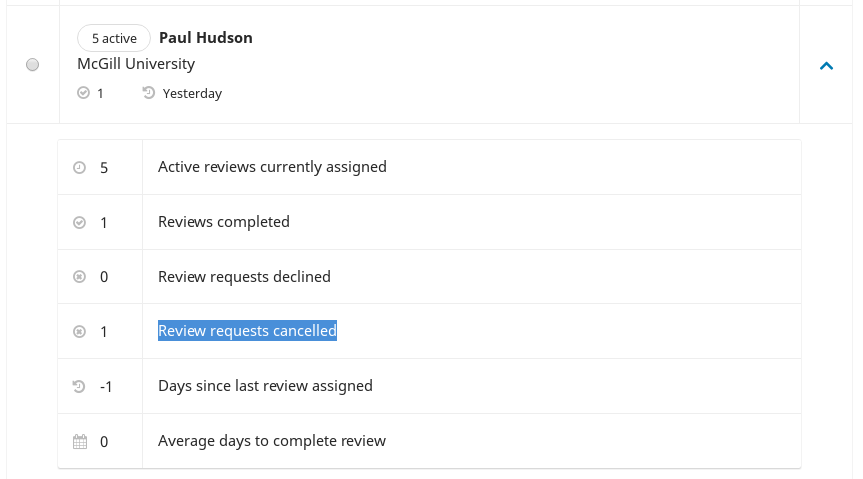 5 active Paul Hudson
McGill University
1 Yesterday
5 Active reviews currently assigned
1 Reviews completed
0 Review requests declined
1 Review requests cancelled
-1 Days since last review assigned
0 Average days to complete review